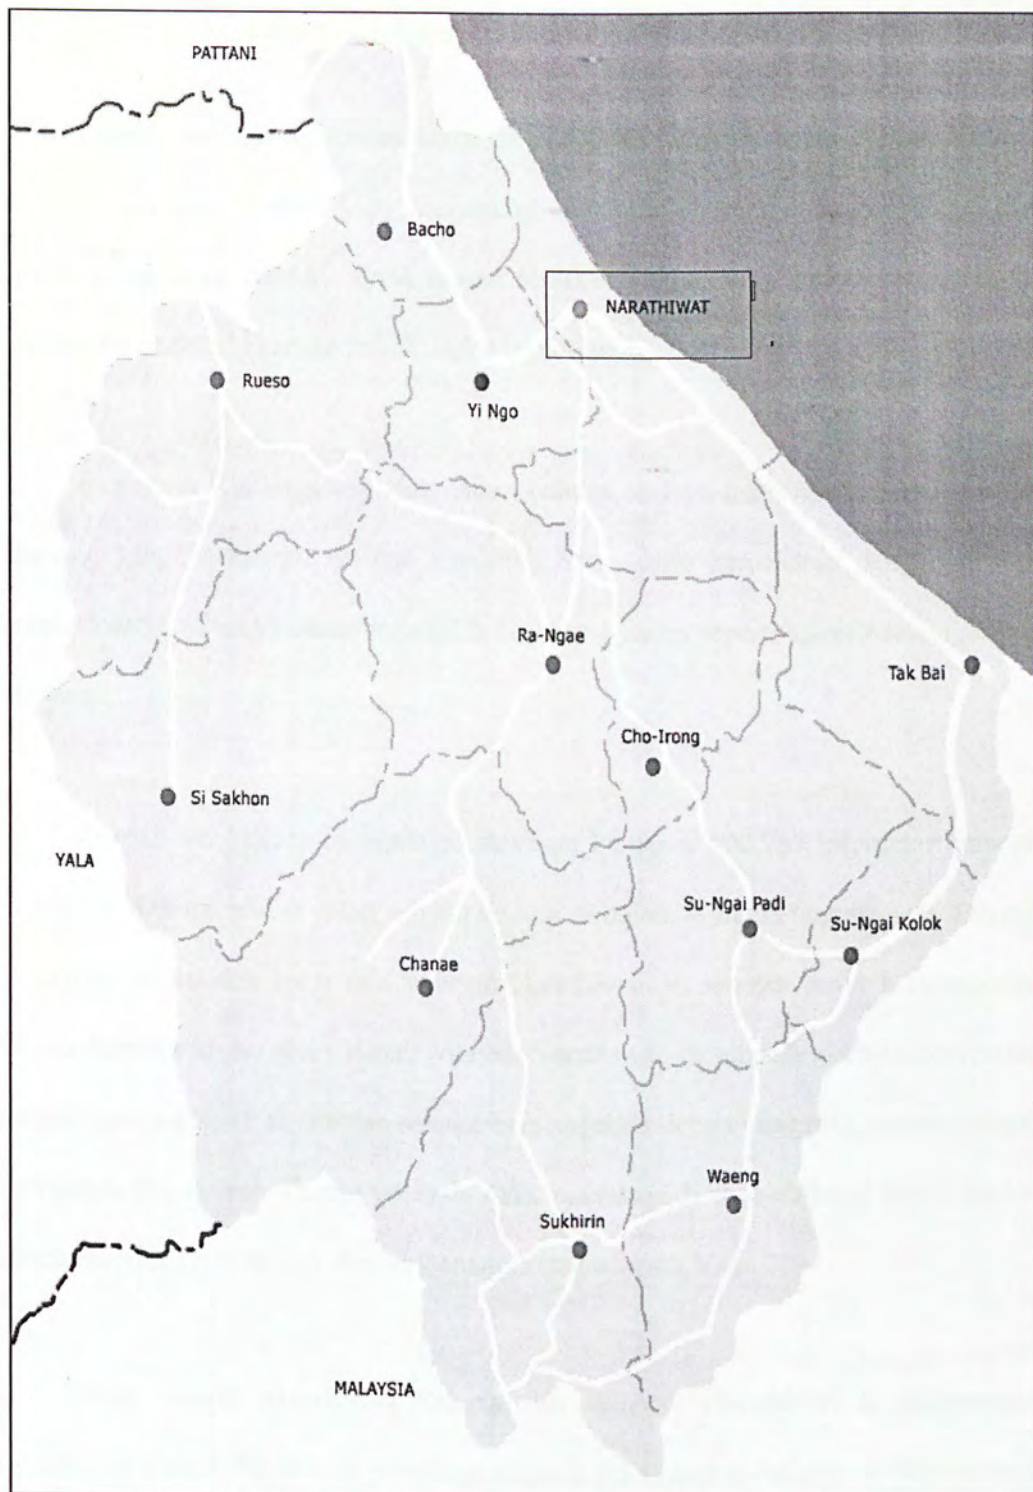 PATTANI
Bacho
NARATHIWAT
Rueso
Yi Ngo
Ra-Ngae
Tak Bai
Cho-Irong
Si Sakhon
YALA
Su-Ngai Padi
Su-Ngai Kolok
Chanae
Waeng
Sukhirin
MALAYSIA